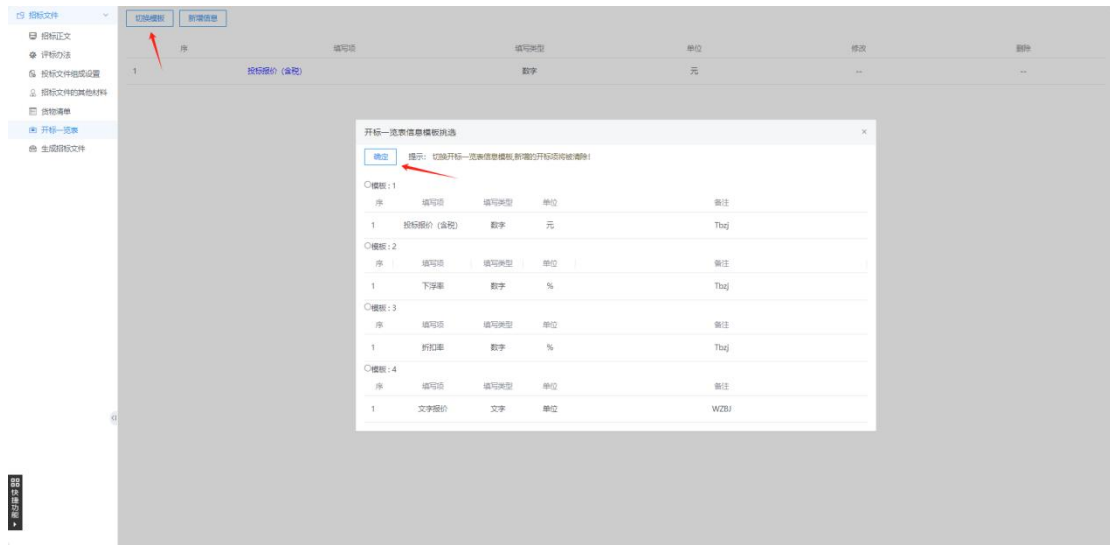 招标文件
招标正文
评标办法
投标文件组成设置
招标文件的其他材料
货物清单
开标一览表
生成招标文件
切换模板 新增信息
序 填写项 填写类型 单位 修改 删除
1 投标报价（含税） 数字 元 -- --
开标一览表信息模板挑选 ×
确定 提示：切换开标一览表信息模板,新增的开标项将被清除!
模板：1
序 填写项 填写类型 单位 备注
1 投标报价（含税） 数字 元 Tbzj
模板：2
序 填写项 填写类型 单位 备注
1 下浮率 数字 % Tbzj
模板：3
序 填写项 填写类型 单位 备注
1 折扣率 数字 % Tbzj
模板：4
序 填写项 填写类型 单位 备注
1 文字报价 文字 单位 WZBJ
快捷功能